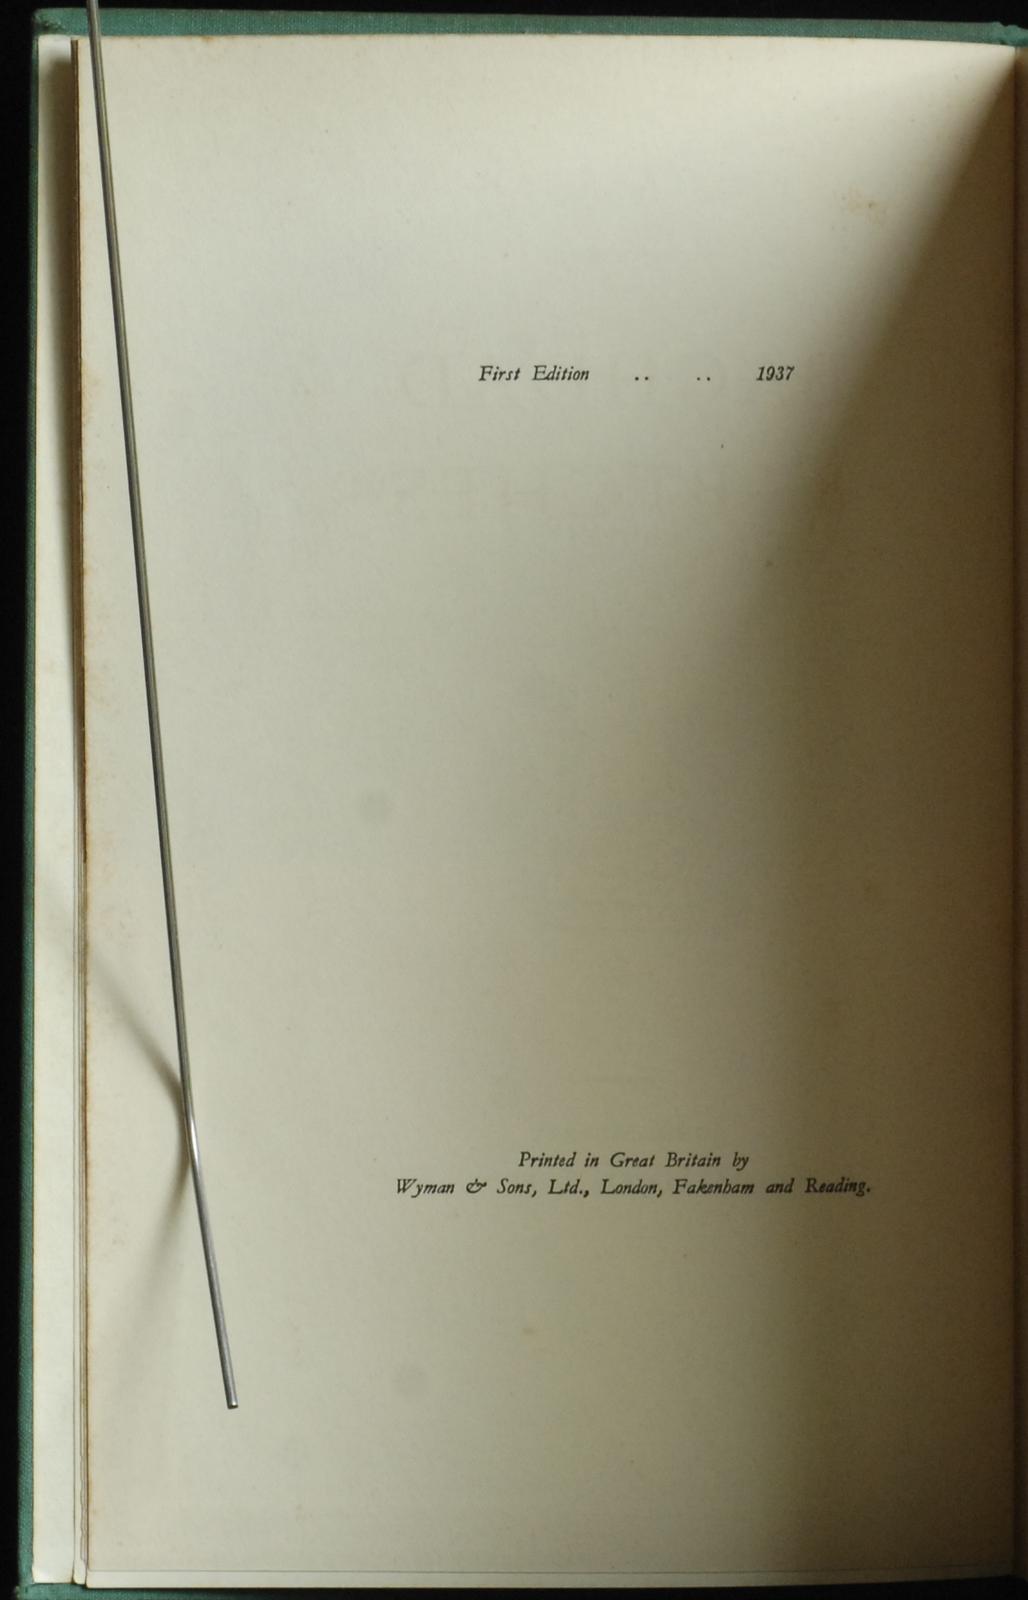 First Edition .. .. 1937
Printed in Great Britain by
Wyman & Sons, Ltd., London, Fakenham and Reading.